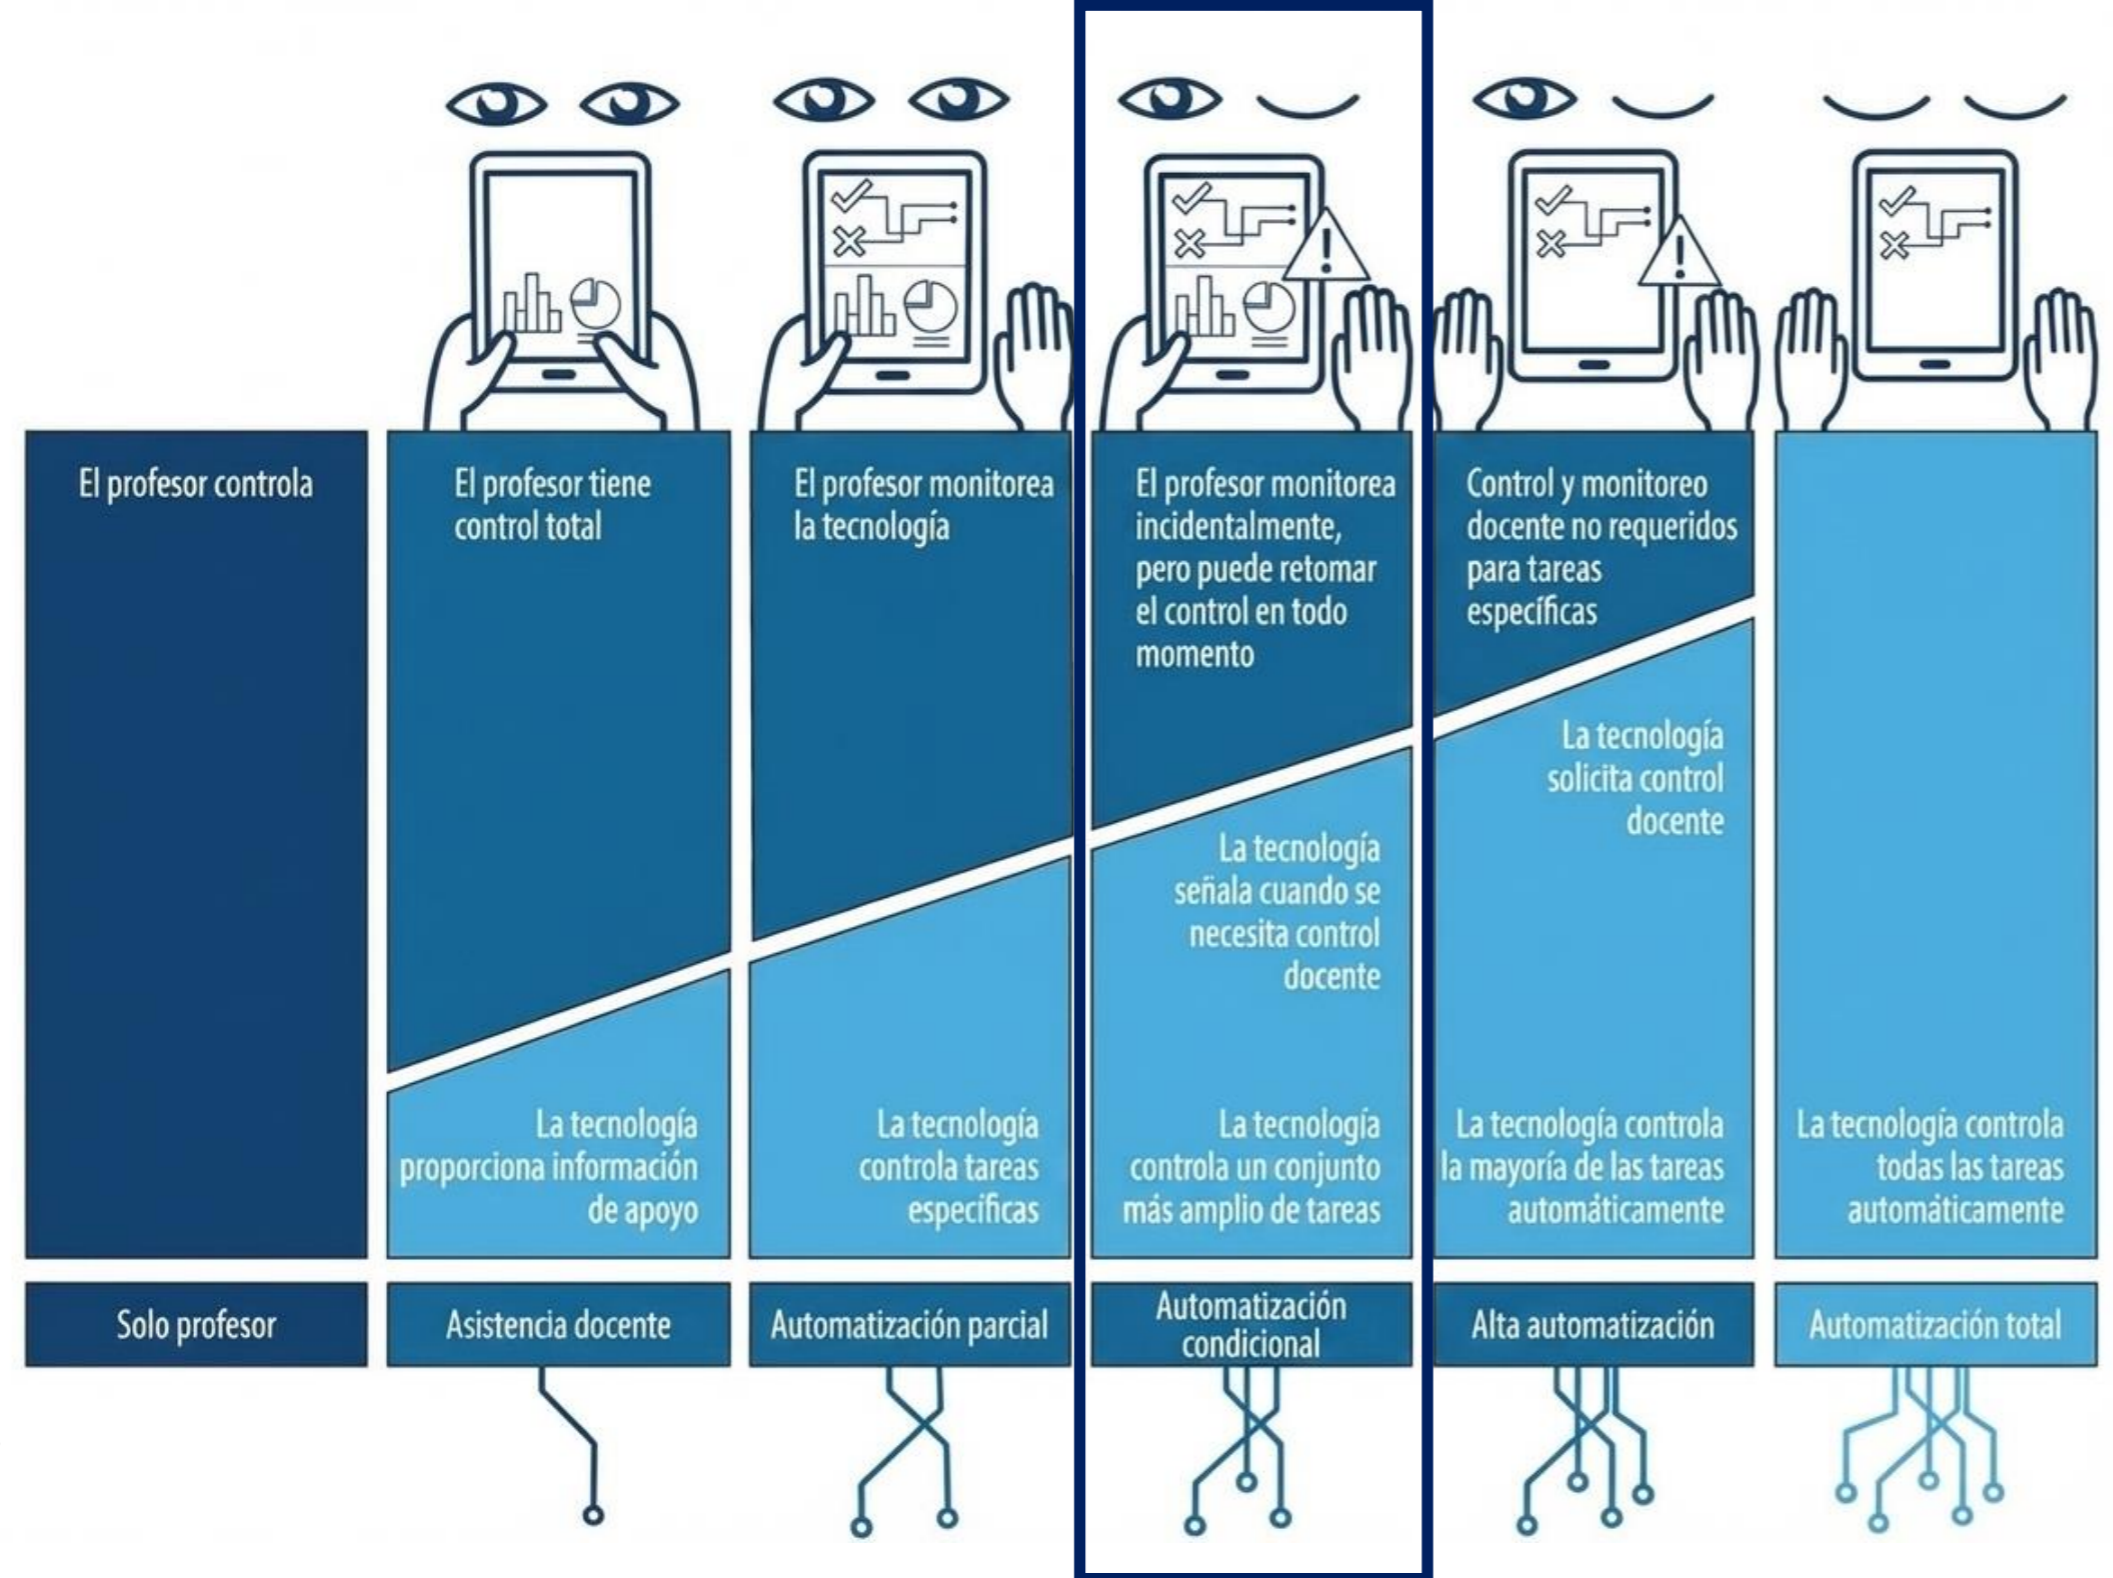 El profesor controla
El profesor tiene
control total
La tecnología
proporciona información
de apoyo
El profesor monitorea
la tecnología
La tecnología
controla tareas
específicas
El profesor monitorea
incidentalmente,
pero puede retomar
el control en todo
momento
La tecnología
señala cuando se
necesita control
docente
La tecnología
controla un conjunto
más amplio de tareas
Control y monitoreo
docente no requeridos
para tareas
específicas
La tecnología
solicita control
docente
La tecnología controla
la mayoría de las tareas
automáticamente
La tecnología controla
todas las tareas
automáticamente
Solo profesor
Asistencia docente
Automatización parcial
Automatización
condicional
Alta automatización
Automatización total